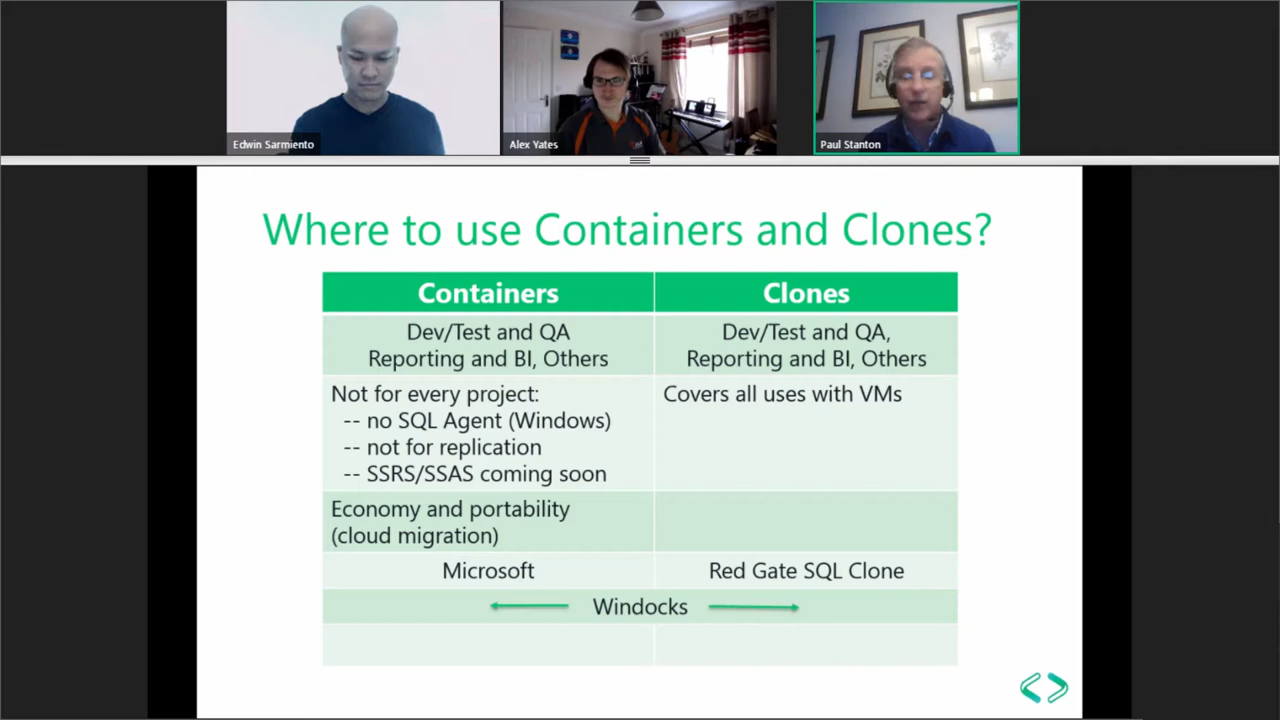 Edwin Sarmiento
Alex Yates
Paul Stanton
Where to use Containers and Clones?
Containers
Clones
Dev/Test and QA
Reporting and BI, Others
Dev/Test and QA,
Reporting and BI, Others
Not for every project:
-- no SQL Agent (Windows)
-- not for replication
-- SSRS/SSAS coming soon
Covers all uses with VMs
Economy and portability
(cloud migration)
Microsoft
Red Gate SQL Clone
Windocks